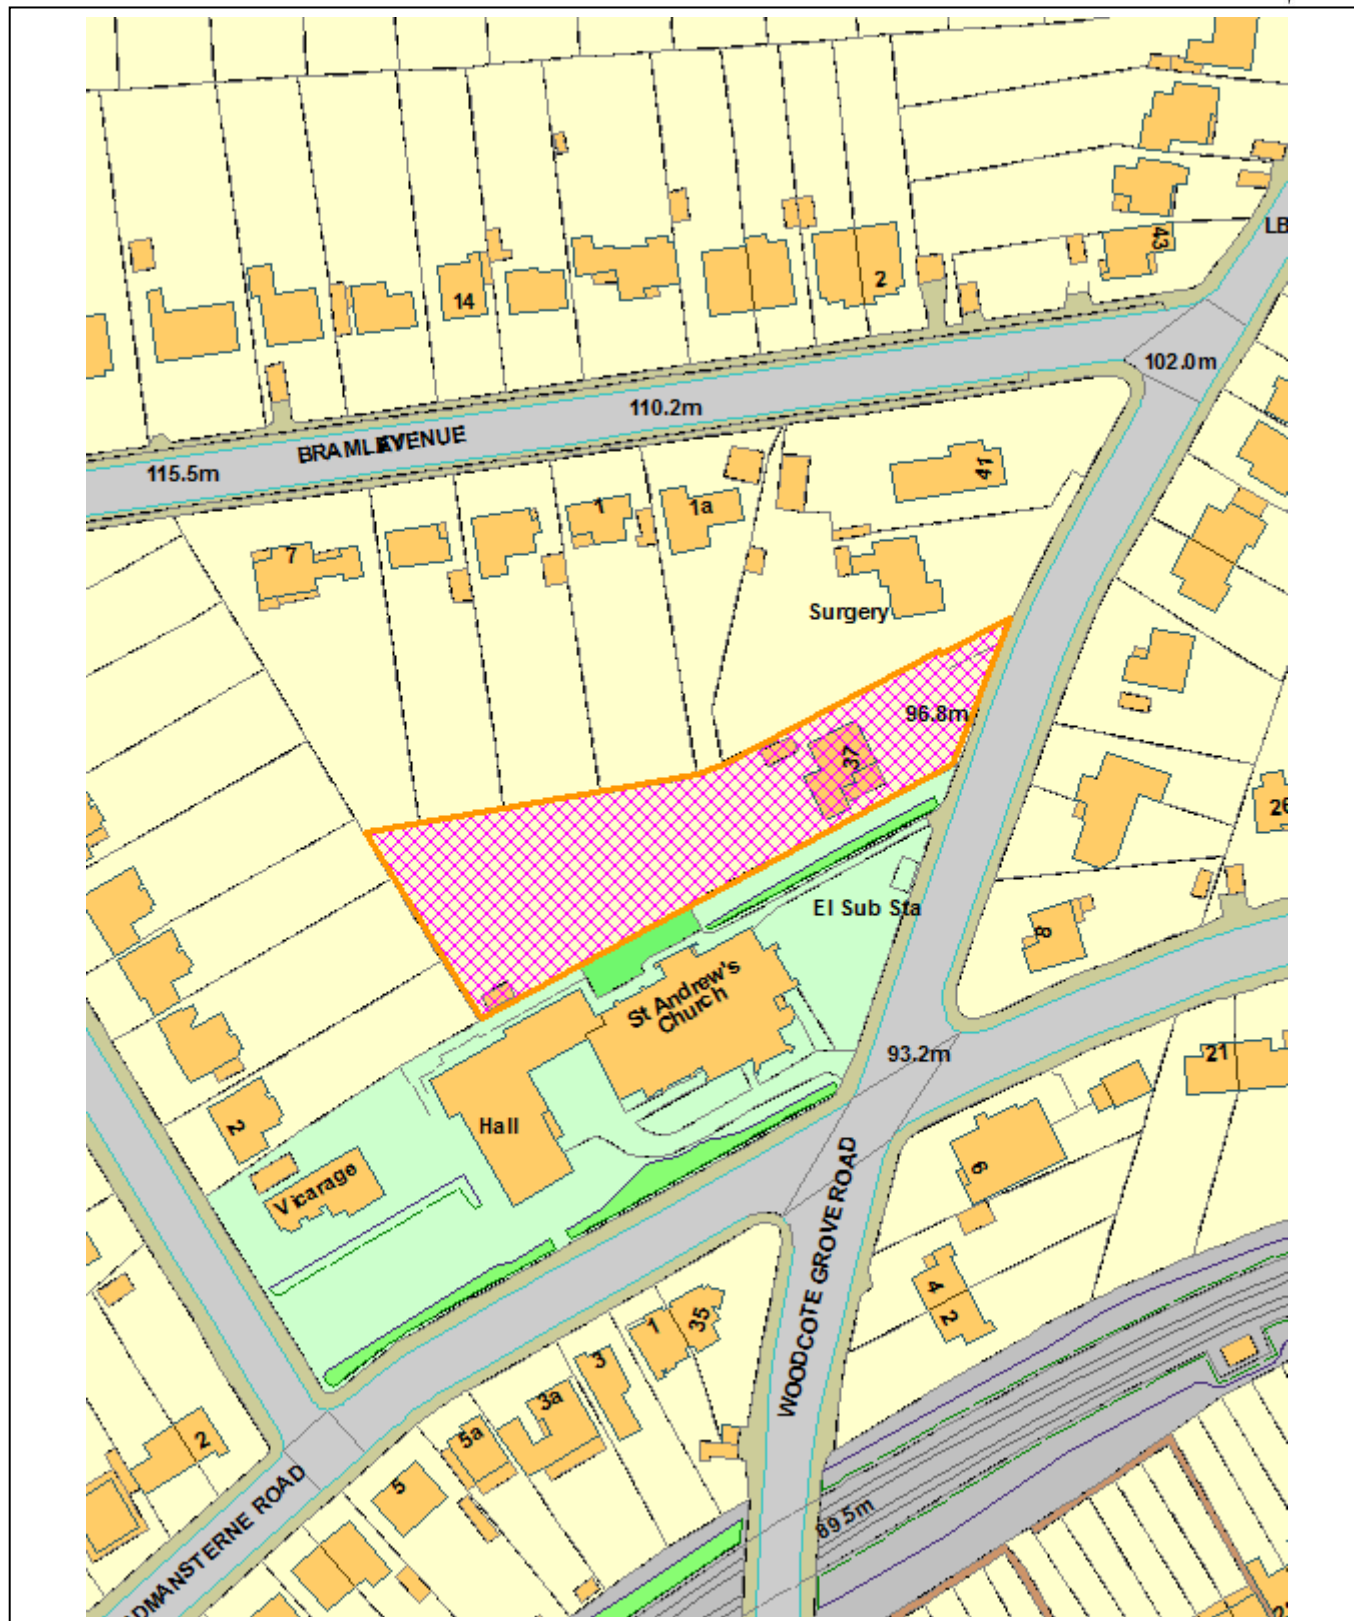 43
LB
14
2
102.0m
110.2m
BRAMLEY AVENUE
115.5m
41
1
1a
7
Surgery
96.8m
37
26
El Sub Sta
8
St Andrew's
Church
93.2m
21
2
Hall
6
Vicarage
WOODCOTE GROVE ROAD
4
2
35
1
3
3a
5a
2
5
89.5m
DMANSTERNE ROAD